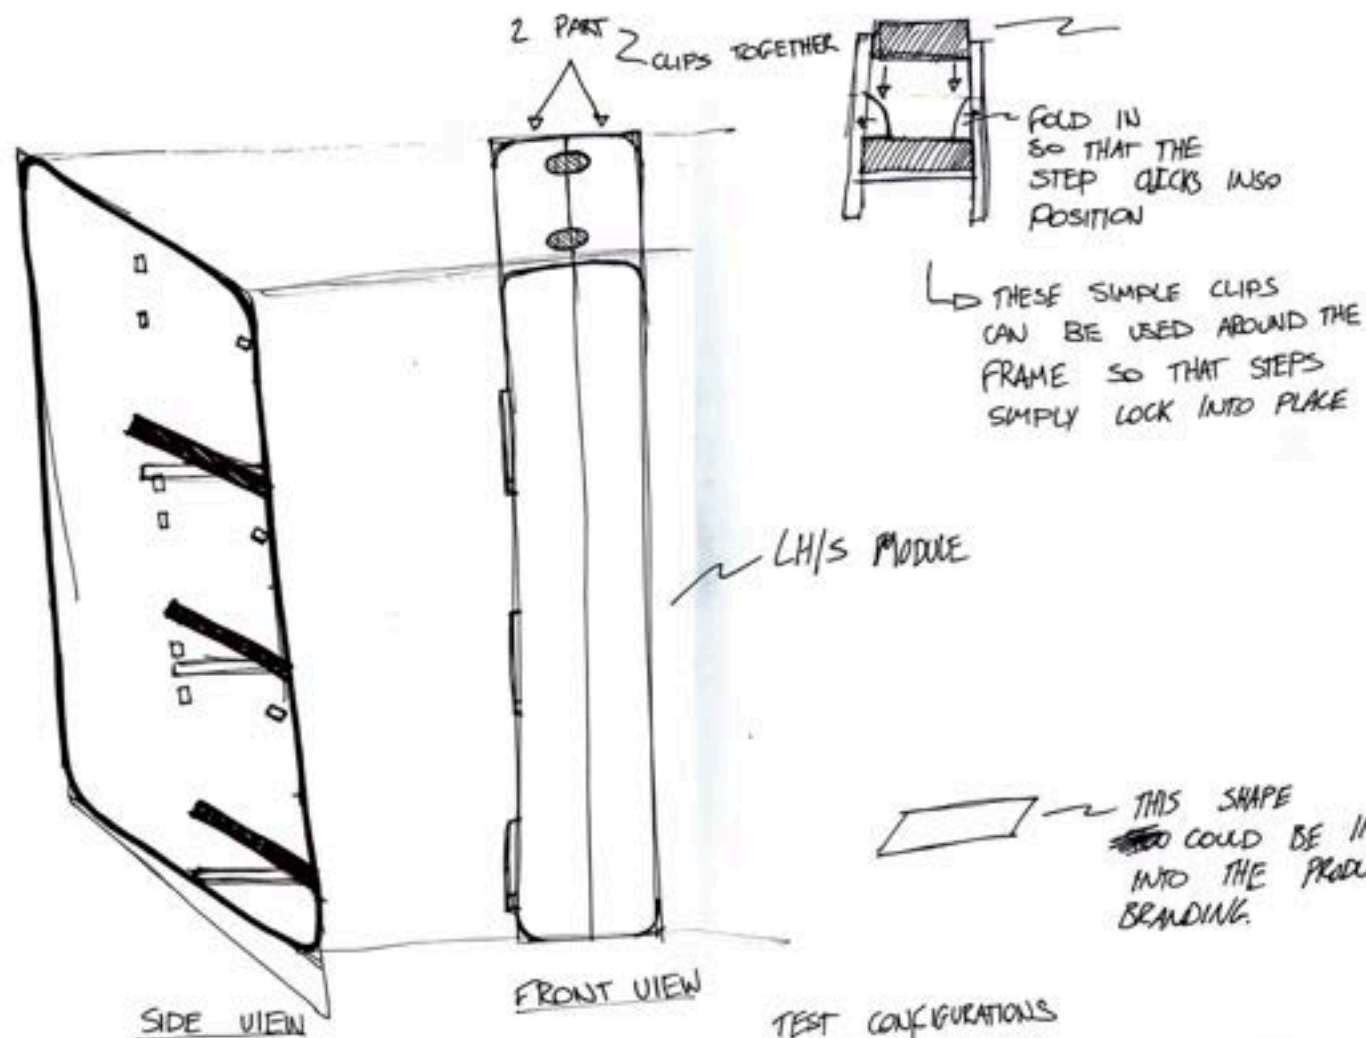 2 PART
CLIPS TOGETHER
FOLD IN
SO THAT THE
STEP CLICKS INSO
POSITION
THESE SIMPLE CLIPS
CAN BE USED AROUND THE
FRAME SO THAT STEPS
SIMPLY LOCK INTO PLACE
LH/S MODULE
THIS SHAPE
COULD BE
INTO THE
BRANDING.
FRONT VIEW
SIDE VIEW
TEST CONFIGURATIONS